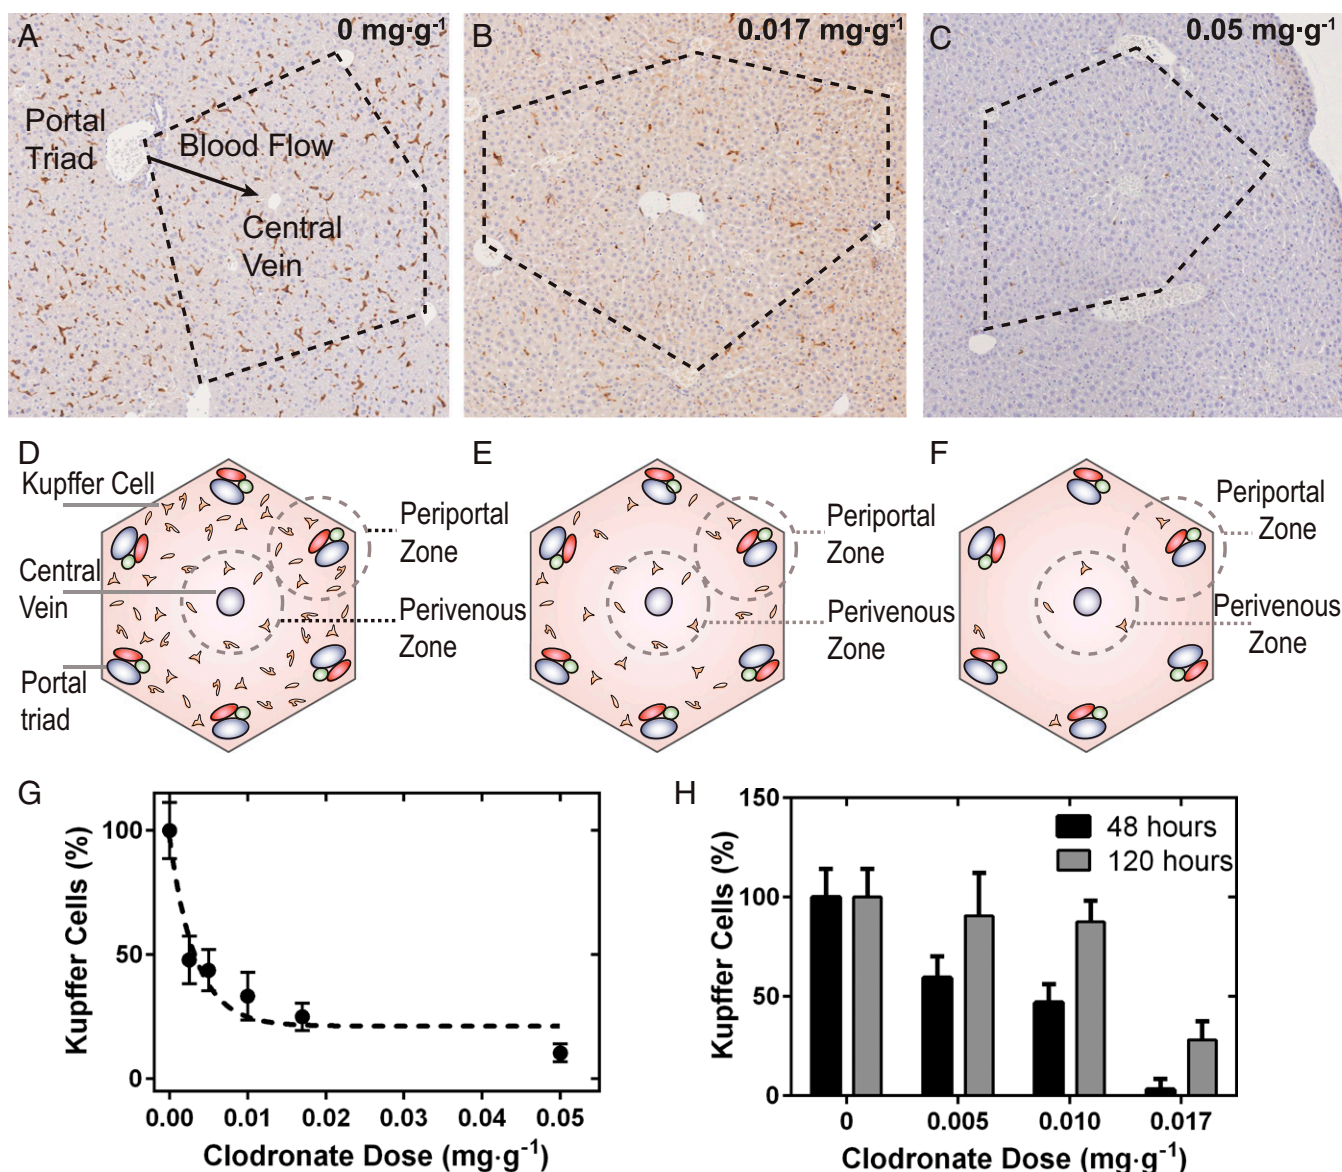 A
0 mg·g-1
Portal
Triad
Blood Flow
Central
Vein
B
0.017 mg·g-1
C
0.05 mg·g-1
D
Kupffer Cell
Central
Vein
Portal
triad
Periportal
Zone
Perivenous
Zone
E
Periportal
Zone
Perivenous
Zone
F
Periportal
Zone
Perivenous
Zone
G
Kupffer Cells (%)
100
50
0
0.00 0.01 0.02 0.03 0.04 0.05
Clodronate Dose (mg·g-1)
H
Kupffer Cells (%)
150
100
50
0
48 hours
120 hours
0 0.005 0.010 0.017
Clodronate Dose (mg·g-1)